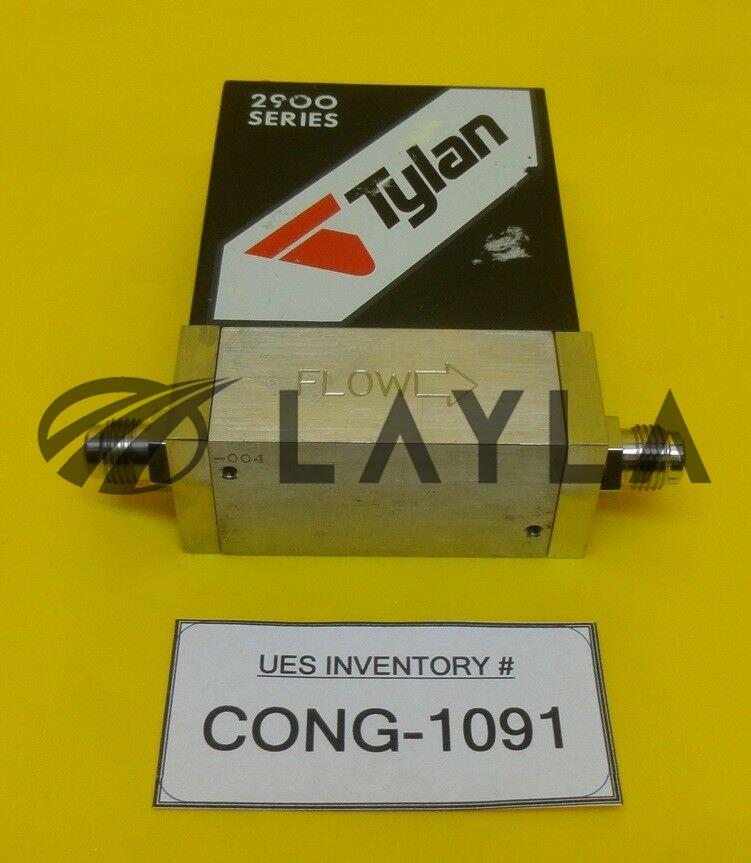 2900
SERIES
Tylan
FLOW
LAYLA
-004
UES INVENTORY #
CONG-1091